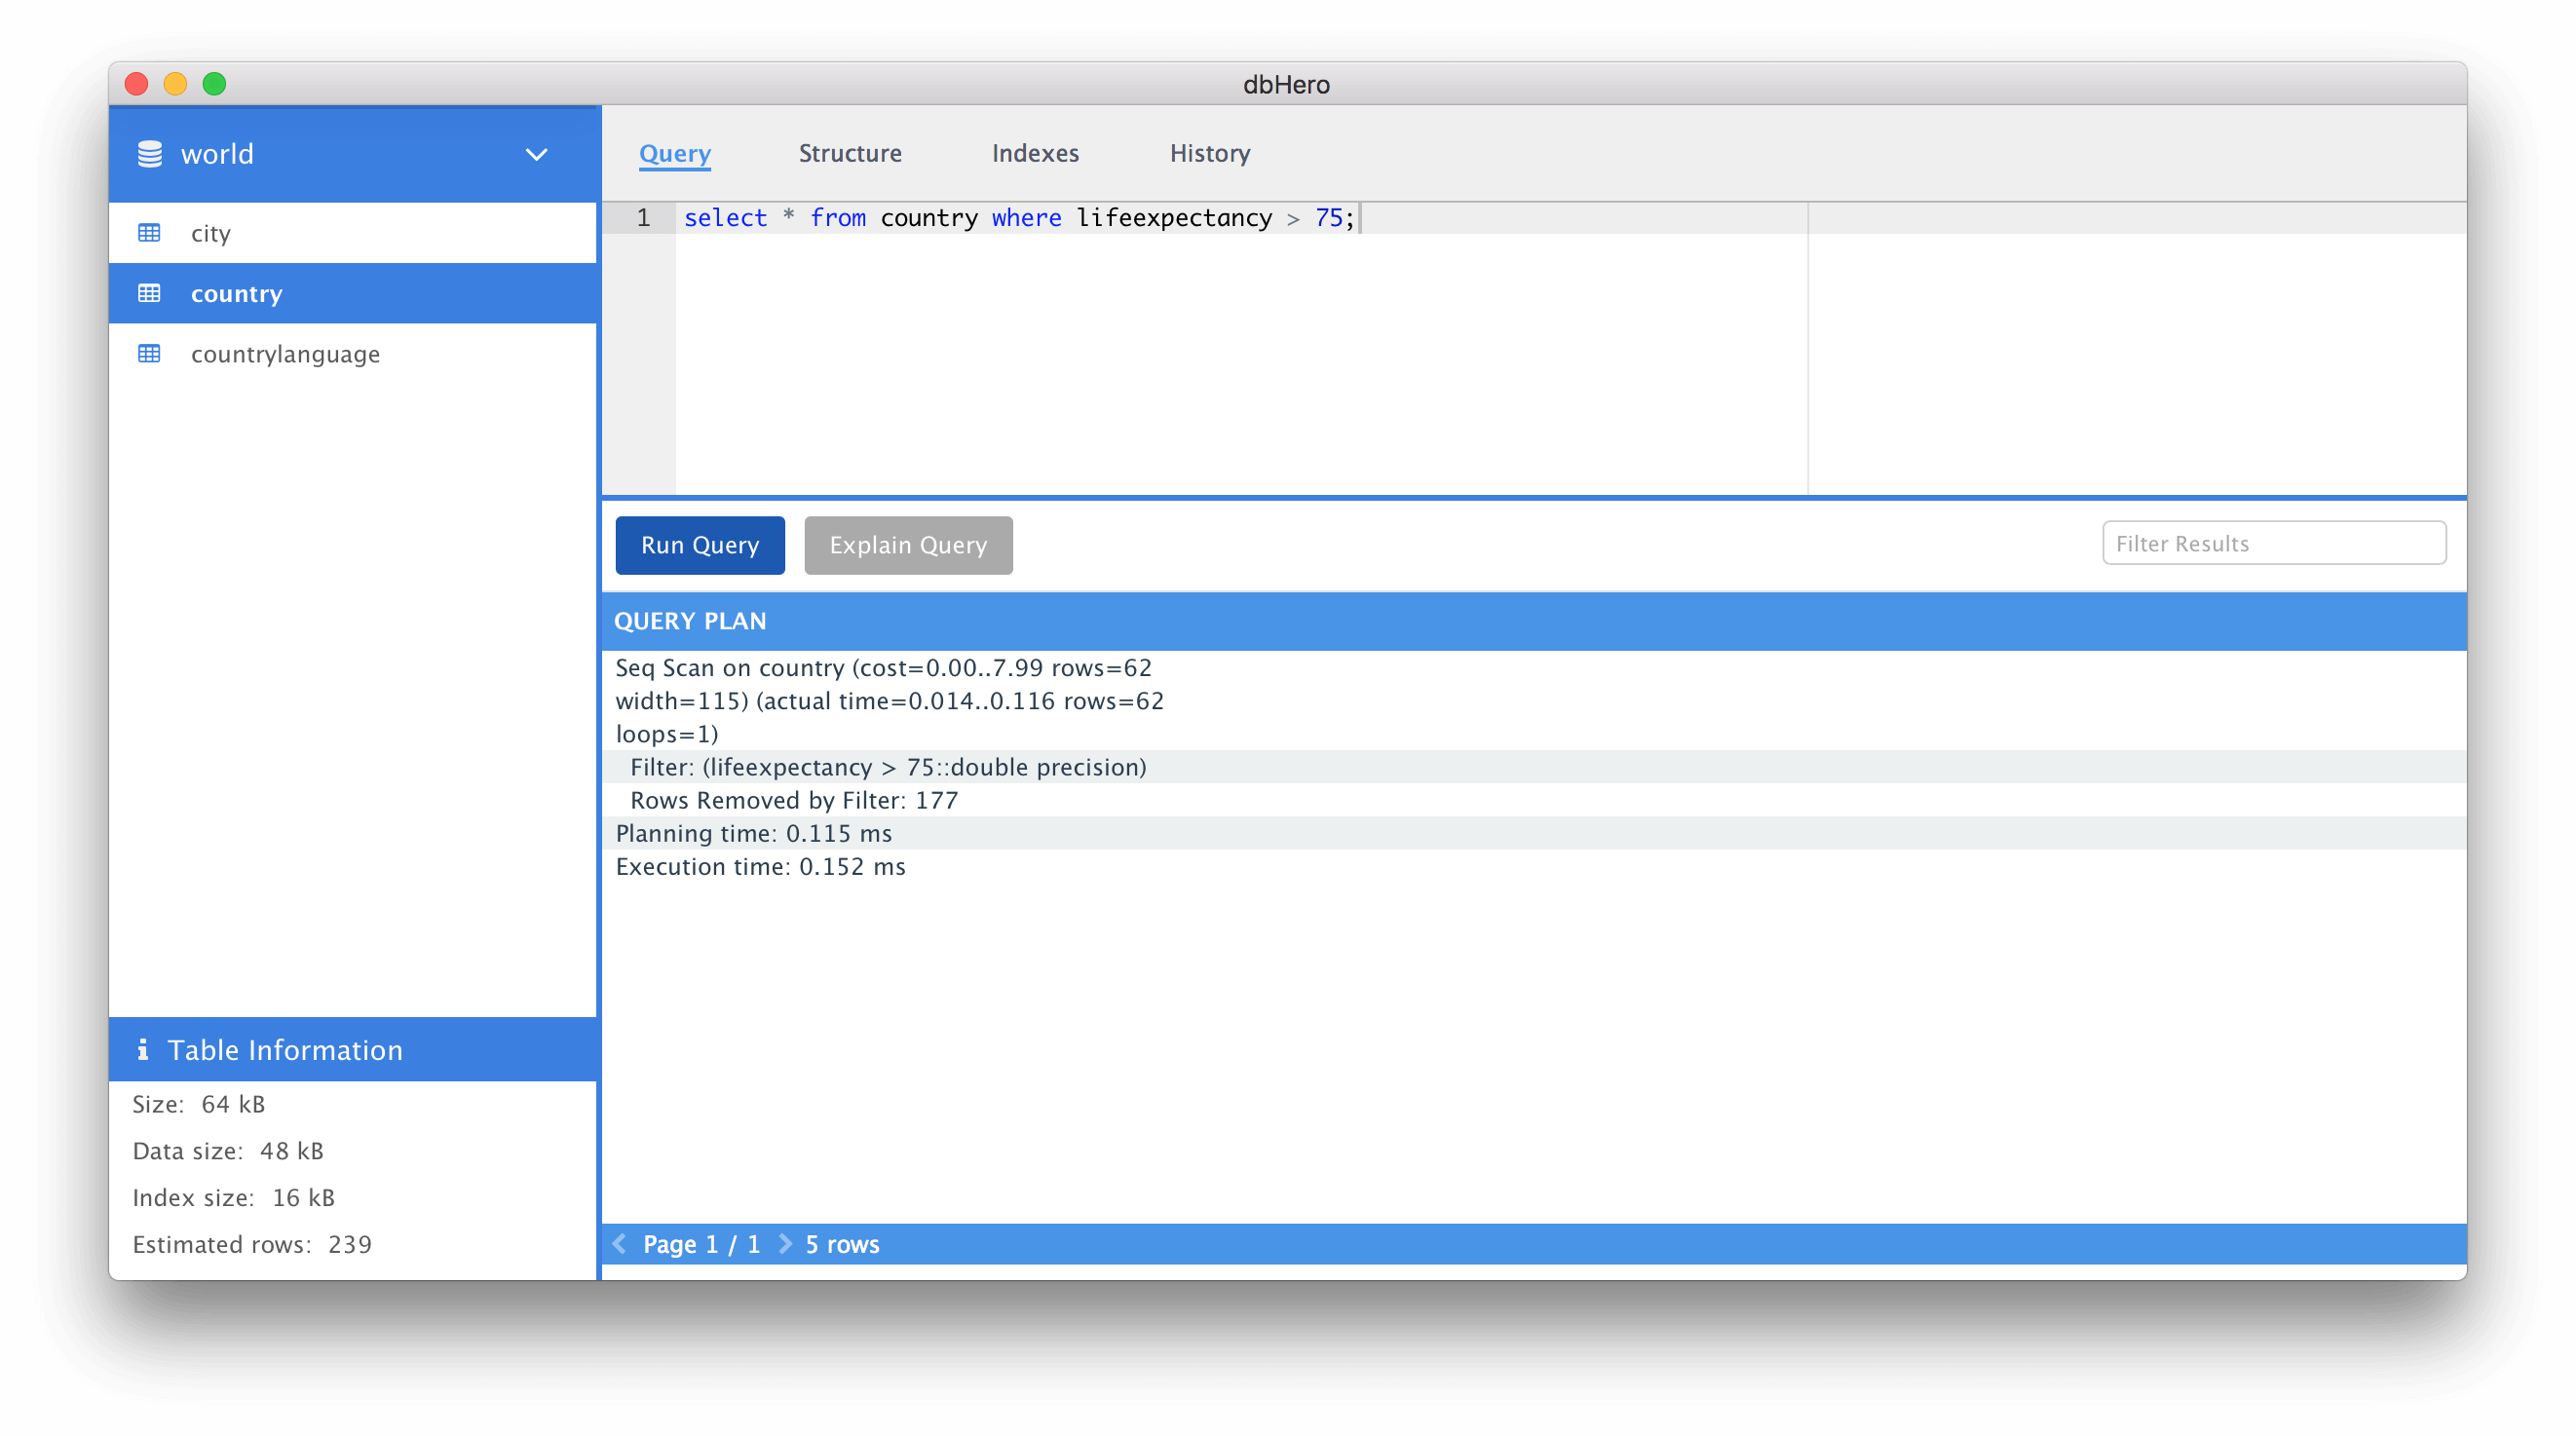 dbHero
world
city
country
countrylanguage
Table Information
Size: 64 kB
Data size: 48 kB
Index size: 16 kB
Estimated rows: 239
Query Structure Indexes History
1 select * from country where lifeexpectancy > 75;
Run Query Explain Query Filter Results
QUERY PLAN
Seq Scan on country (cost=0.00..7.99 rows=62
width=115) (actual time=0.014..0.116 rows=62
loops=1)
Filter: (lifeexpectancy > 75::double precision)
Rows Removed by Filter: 177
Planning time: 0.115 ms
Execution time: 0.152 ms
Page 1 / 1 5 rows